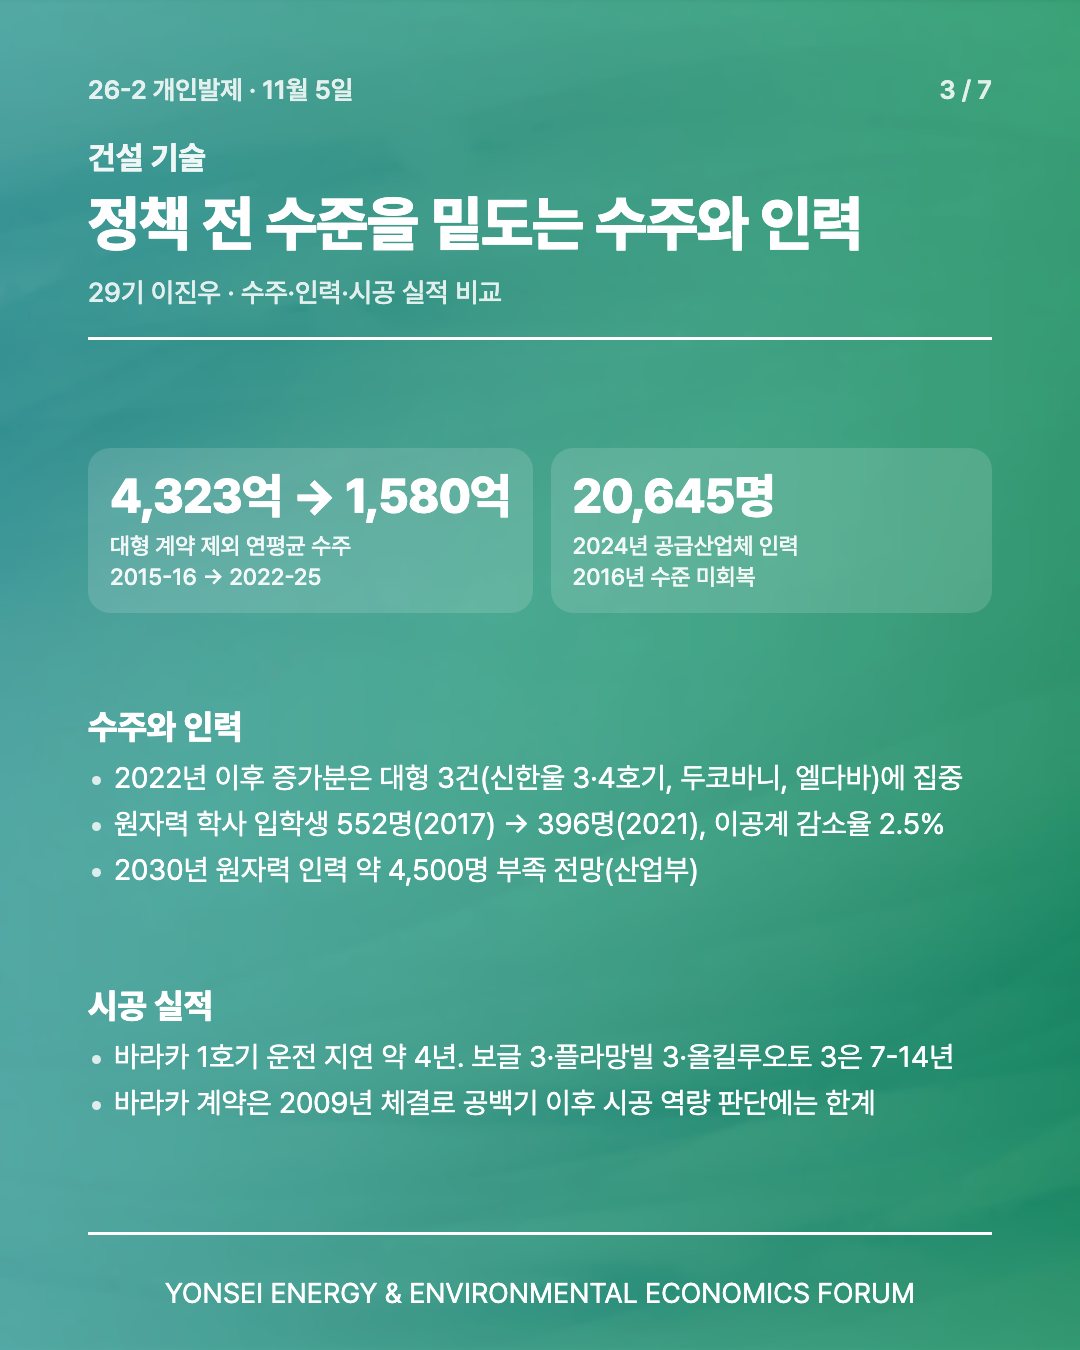 26-2 개인발제 · 11월 5일
3 / 7
건설 기술
정책 전 수준을 밑도는 수주와 인력
29기 이진우 · 수주·인력·시공 실적 비교
4,323억 → 1,580억
대형 계약 제외 연평균 수주
2015-16 → 2022-25
20,645명
2024년 공급산업체 인력
2016년 수준 미회복
수주와 인력
• 2022년 이후 증가분은 대형 3건(신한울 3·4호기, 두코바니, 엘다바)에 집중
• 원자력 학사 입학생 552명(2017) → 396명(2021), 이공계 감소율 2.5%
• 2030년 원자력 인력 약 4,500명 부족 전망(산업부)
시공 실적
• 바라카 1호기 운전 지연 약 4년. 보글 3·플라망빌 3·올킬루오토 3은 7-14년
• 바라카 계약은 2009년 체결로 공백기 이후 시공 역량 판단에는 한계
YONSEI ENERGY & ENVIRONMENTAL ECONOMICS FORUM